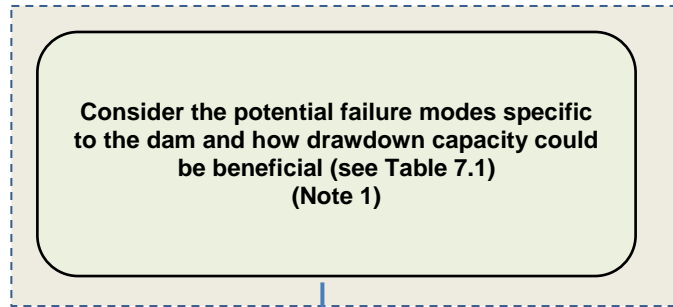 Consider the potential failure modes specific
to the dam and how drawdown capacity could
be beneficial (see Table 7.1)
(Note 1)